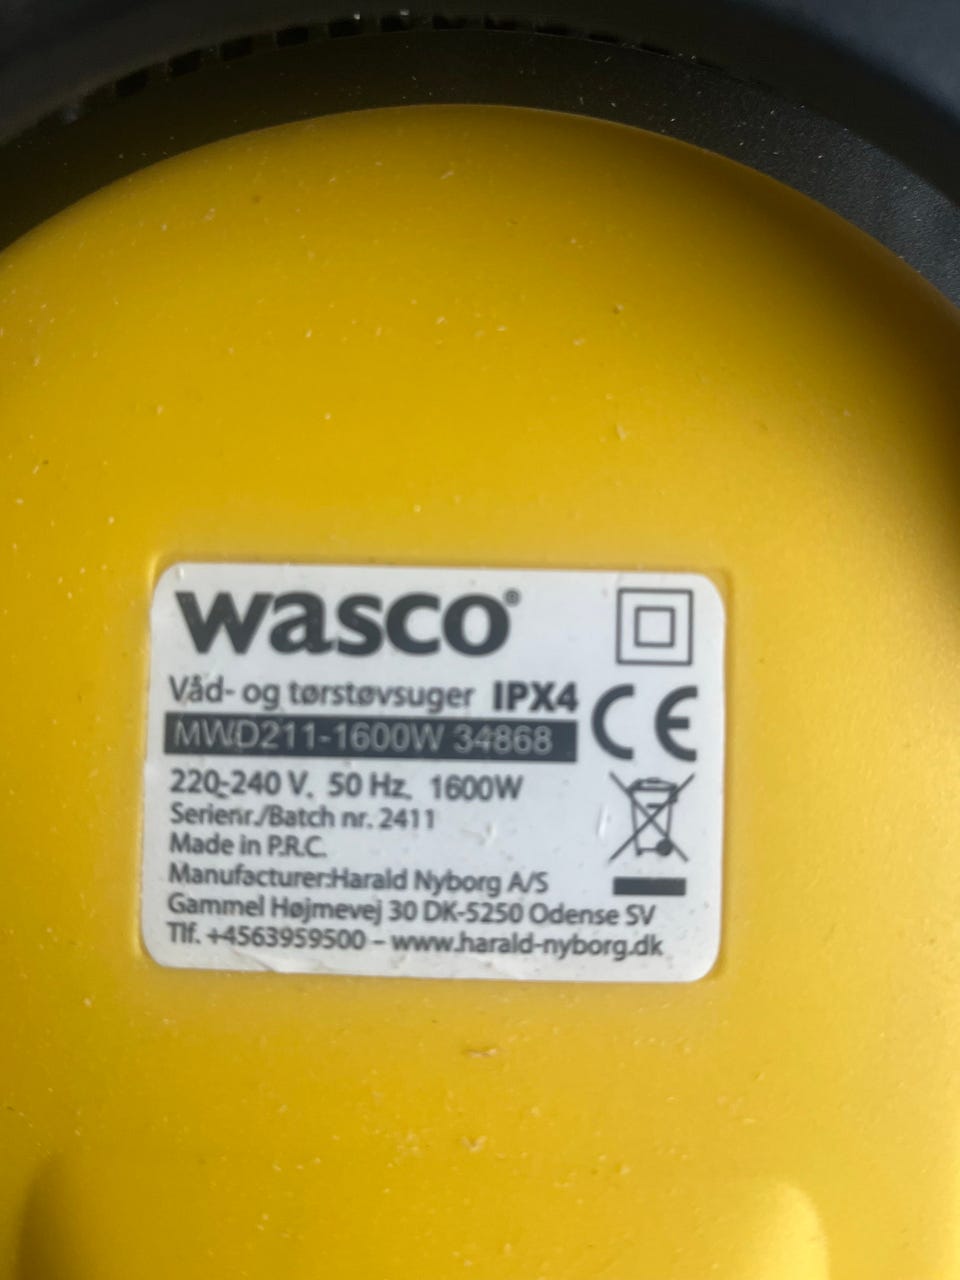 wasco®
Våd- og tørstøvsuger IPX4
MWD211-1600W 34868
CE
220-240 V. 50 Hz. 1600W
Serienr./Batch nr. 2411
Made in P.R.C.
Manufacturer:Harald Nyborg A/S
Gammel Højmevej 30 DK-5250 Odense SV
Tlf. +4563959500 – www.harald-nyborg.dk